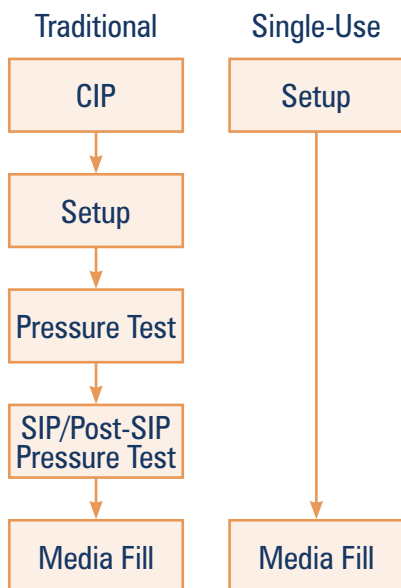 Traditional
CIP
Setup
Pressure Test
SIP/Post-SIP
Pressure Test
Media Fill
Single-Use
Setup
Media Fill